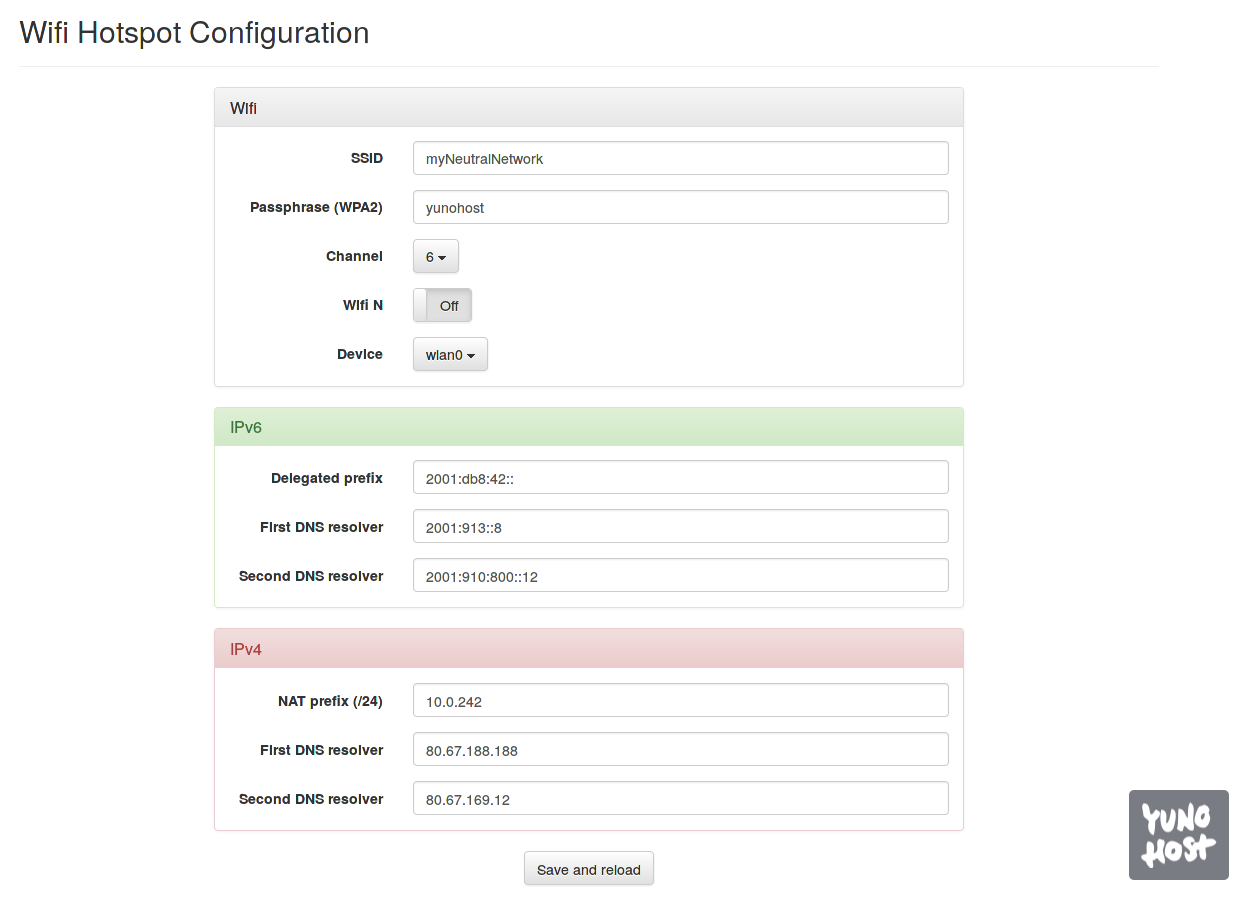 Wifi Hotspot Configuration
Wifi
SSID myNeutralNetwork
Passphrase (WPA2) yunohost
Channel 6
Wifi N Off
Device wlan0
IPv6
Delegated prefix 2001:db8:42::
First DNS resolver 2001:913::8
Second DNS resolver 2001:910:800::12
IPv4
NAT prefix (/24) 10.0.242
First DNS resolver 80.67.188.188
Second DNS resolver 80.67.169.12
Save and reload
YUNO
HOST